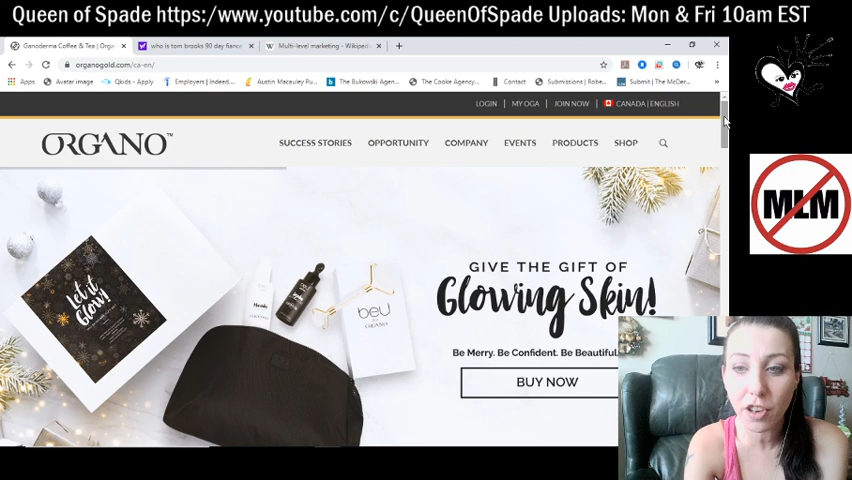 Queen of Spade https:/www.youtube.com/c/QueenOfSpade Uploads: Mon & Fri 10am EST
Ganoderma Coffee & Tea | Orga
who is tom brooks 90 day fiance
Multi-level marketing - Wikiped
organogold.com/ca-en/
Apps
Avatar image
Qkids - Apply
Employers | Indeed...
Austin Macauley Pu...
The Bukowski Agen...
The Cooke Agency...
Contact
Submissions | Robe...
Submit | The McDer...
LOGIN | MY OGA | JOIN NOW | CANADA | ENGLISH
ORGANO™
SUCCESS STORIES
OPPORTUNITY
COMPANY
EVENTS
PRODUCTS
SHOP
MLM
Let it
Glow!
beu
ORGANO
GIVE THE GIFT OF
Glowing Skin!
Be Merry. Be Confident. Be Beautiful.
BUY NOW